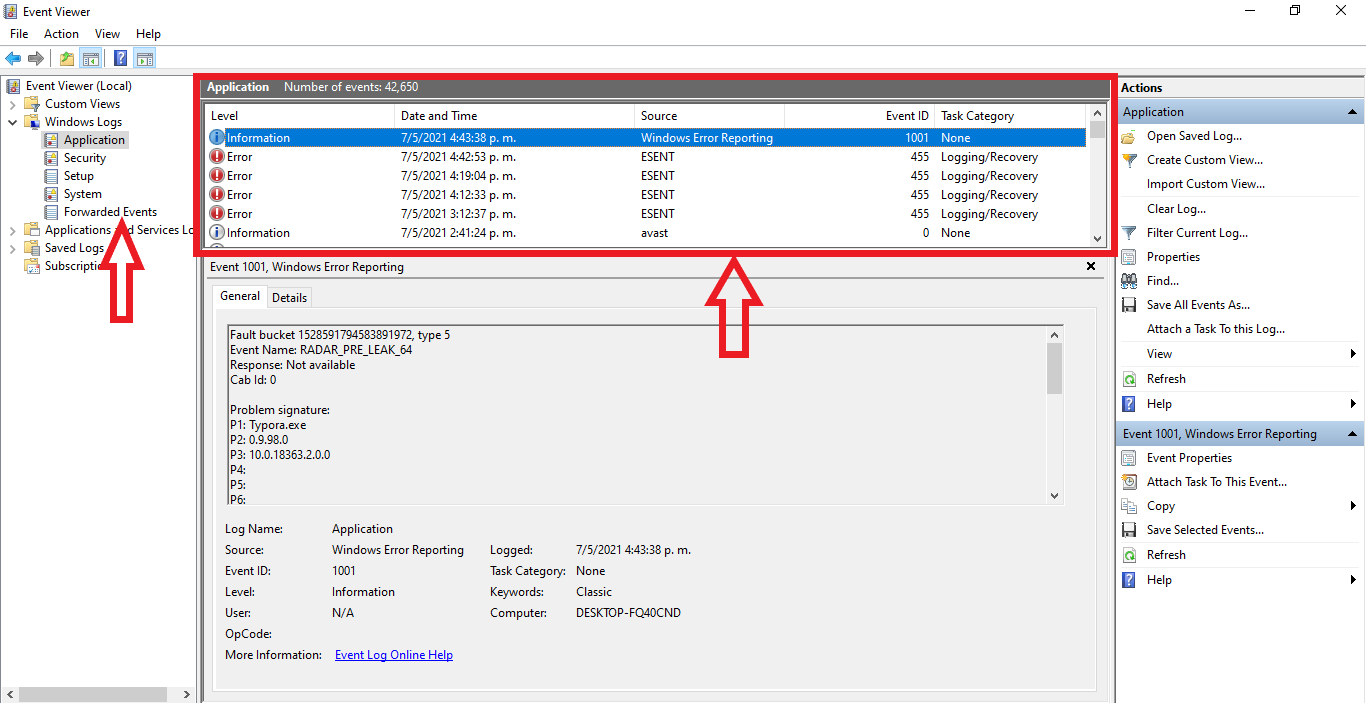 Event Viewer
File Action View Help
Event Viewer (Local)
Custom Views
Windows Logs
Application
Security
Setup
System
Forwarded Events
Applications and Services Lo
Saved Logs
Subscriptio
Application Number of events: 42,650
Level Date and Time Source Event ID Task Category
Information 7/5/2021 4:43:38 p. m. Windows Error Reporting 1001 None
Error 7/5/2021 4:42:53 p. m. ESENT 455 Logging/Recovery
Error 7/5/2021 4:19:04 p. m. ESENT 455 Logging/Recovery
Error 7/5/2021 4:12:33 p. m. ESENT 455 Logging/Recovery
Error 7/5/2021 3:12:37 p. m. ESENT 455 Logging/Recovery
Information 7/5/2021 2:41:24 p. m. avast 0 None
Event 1001, Windows Error Reporting
General Details
Fault bucket 1528591794583891972, type 5
Event Name: RADAR_PRE_LEAK_64
Response: Not available
Cab Id: 0
Problem signature:
P1: Typora.exe
P2: 0.9.98.0
P3: 10.0.18363.2.0.0
P4:
P5:
P6:
Log Name: Application
Source: Windows Error Reporting Logged: 7/5/2021 4:43:38 p. m.
Event ID: 1001 Task Category: None
Level: Information Keywords: Classic
User: N/A Computer: DESKTOP-FQ40CND
OpCode:
More Information: Event Log Online Help
Actions
Application
Open Saved Log...
Create Custom View...
Import Custom View...
Clear Log...
Filter Current Log...
Properties
Find...
Save All Events As...
Attach a Task To this Log...
View
Refresh
Help
Event 1001, Windows Error Reporting
Event Properties
Attach Task To This Event...
Copy
Save Selected Events...
Refresh
Help